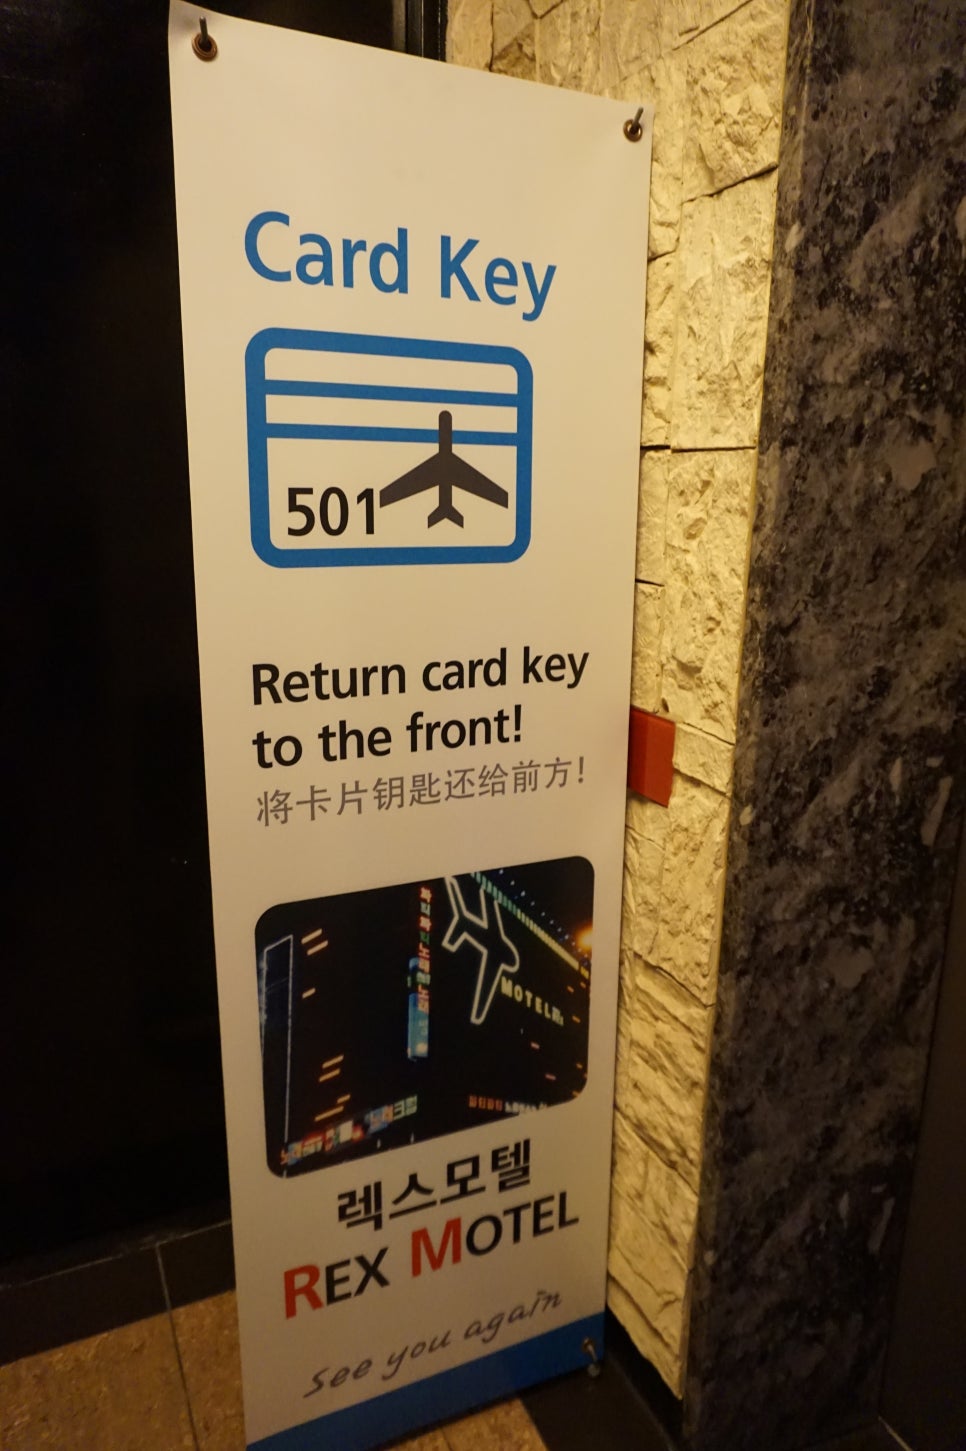 Card Key
501
Return card key
to the front!
将卡片钥匙还给前方!
MOTEL
렉스모텔
REX MOTEL
see you again